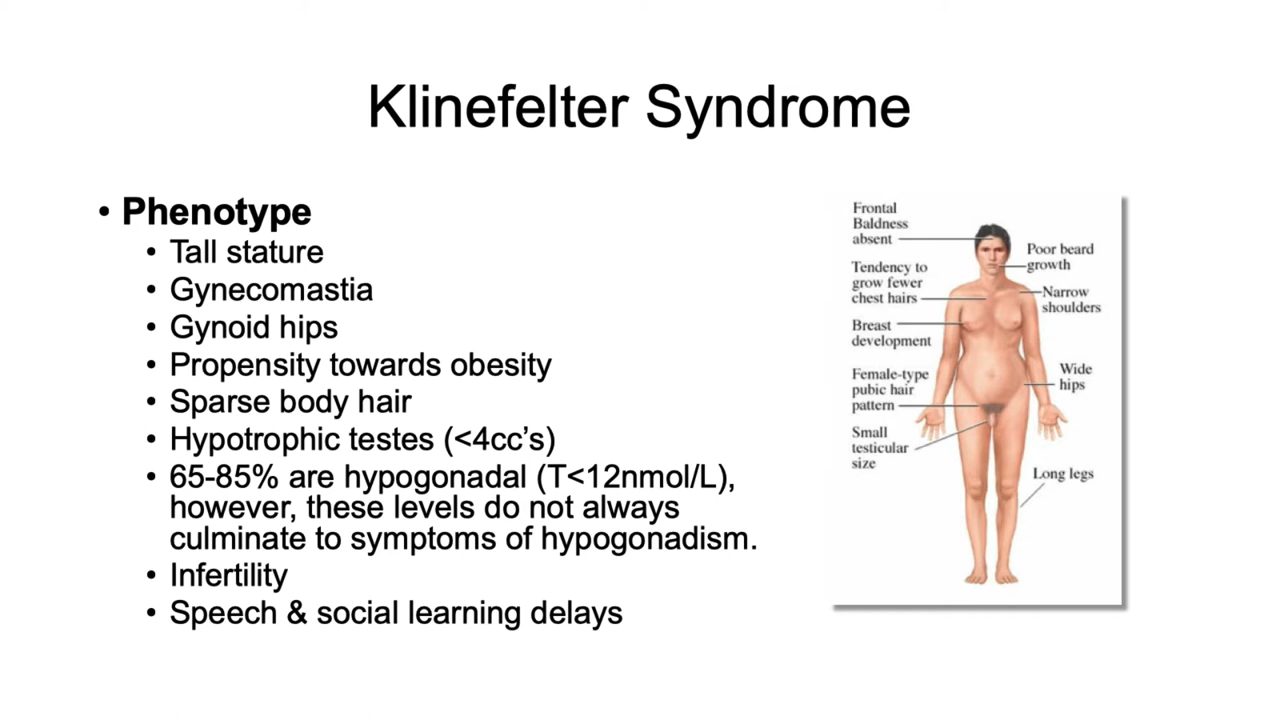 Klinefelter Syndrome
• Phenotype
• Tall stature
• Gynecomastia
• Gynoid hips
• Propensity towards obesity
• Sparse body hair
• Hypotrophic testes (<4cc’s)
• 65-85% are hypogonadal (T<12nmol/L),
however, these levels do not always
culminate to symptoms of hypogonadism.
• Infertility
• Speech & social learning delays
Frontal
Baldness
absent
Tendency to
grow fewer
chest hairs
Breast
development
Female-type
pubic hair
pattern
Small
testicular
size
Poor beard
growth
Narrow
shoulders
Wide
hips
Long legs